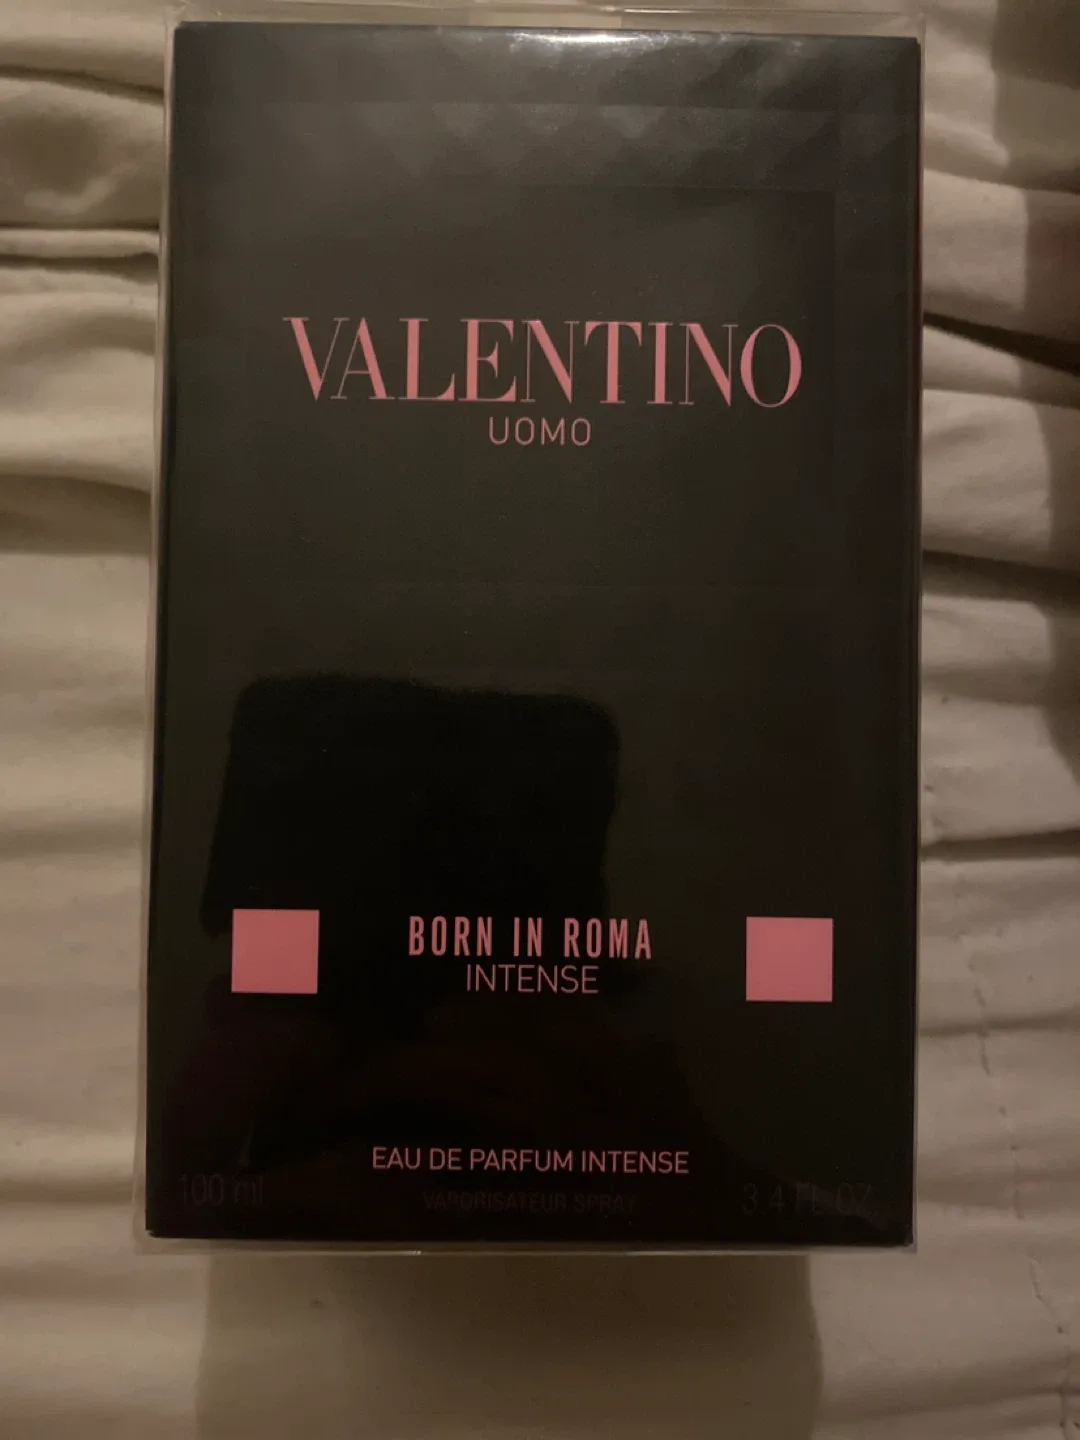 VALENTINO
UOMO
BORN IN ROMA
INTENSE
EAU DE PARFUM INTENSE
100 ml VAPORISATEUR SPRAY 3.4 FL.OZ.